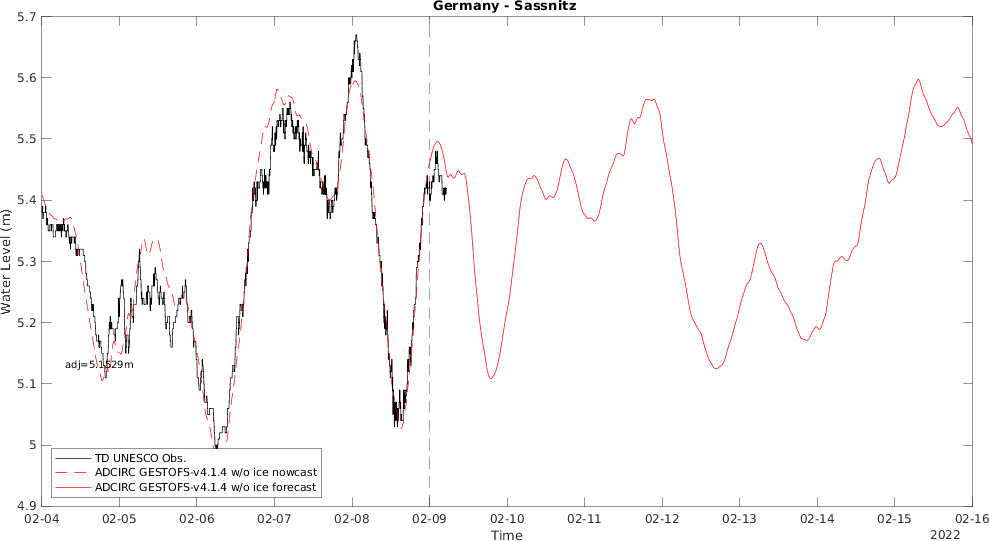 Germany - Sassnitz
5.7
5.6
5.5
5.4
5.3
5.2
5.1
5
4.9
Water Level (m)
adj=5.1529m
TD UNESCO Obs.
ADCIRC GESTOFS-v4.1.4 w/o ice nowcast
ADCIRC GESTOFS-v4.1.4 w/o ice forecast
02-04 02-05 02-06 02-07 02-08 02-09 02-10 02-11 02-12 02-13 02-14 02-15 02-16
Time
2022